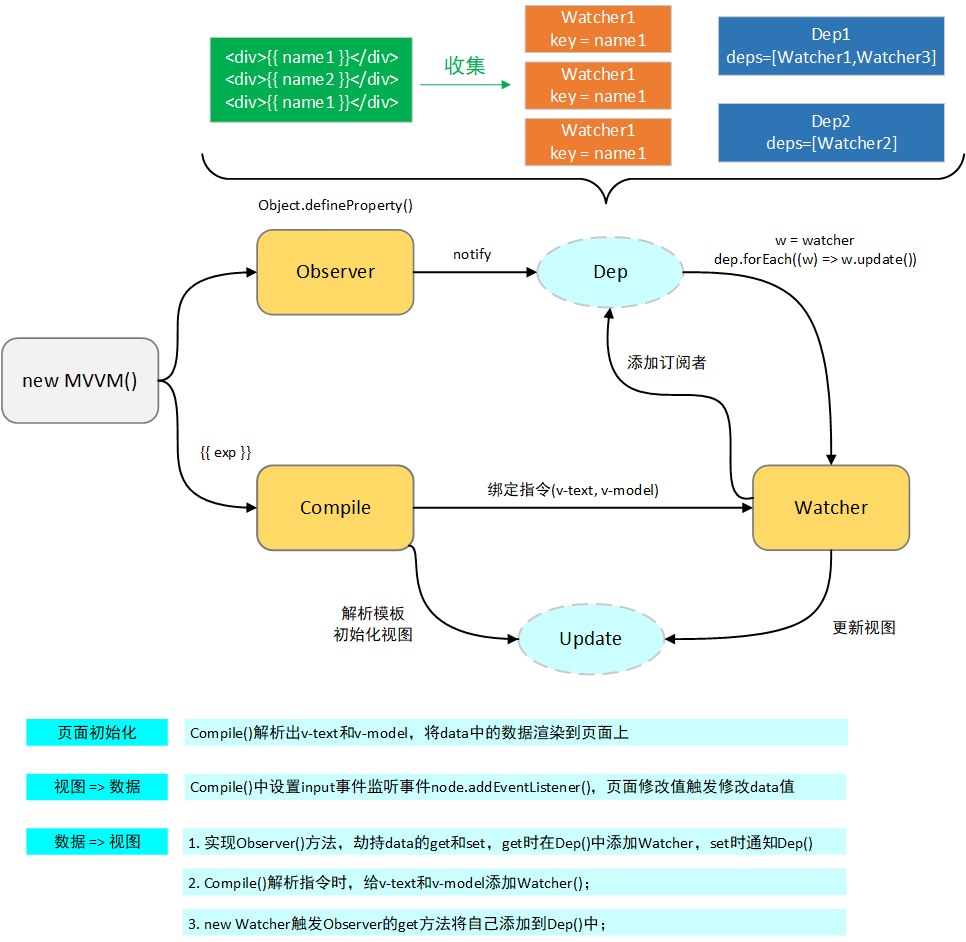 <div>{{ name1 }}</div>
<div>{{ name2 }}</div>
<div>{{ name1 }}</div>
收集
Watcher1
key = name1
Watcher1
key = name1
Watcher1
key = name1
Dep1
deps=[Watcher1,Watcher3]
Dep2
deps=[Watcher2]
Object.defineProperty()
Observer
notify
Dep
w = watcher
dep.forEach((w) => w.update())
new MVVM()
添加订阅者
{{ exp }}
Compile
绑定指令(v-text, v-model)
Watcher
解析模板
初始化视图
Update
更新视图
页面初始化
Compile()解析出v-text和v-model，将data中的数据渲染到页面上
视图 => 数据
Compile()中设置input事件监听事件node.addEventListener()，页面修改值触发修改data值
数据 => 视图
1. 实现Observer()方法，劫持data的get和set，get时在Dep()中添加Watcher，set时通知Dep()
2. Compile()解析指令时，给v-text和v-model添加Watcher()；
3. new Watcher触发Observer的get方法将自己添加到Dep()中；